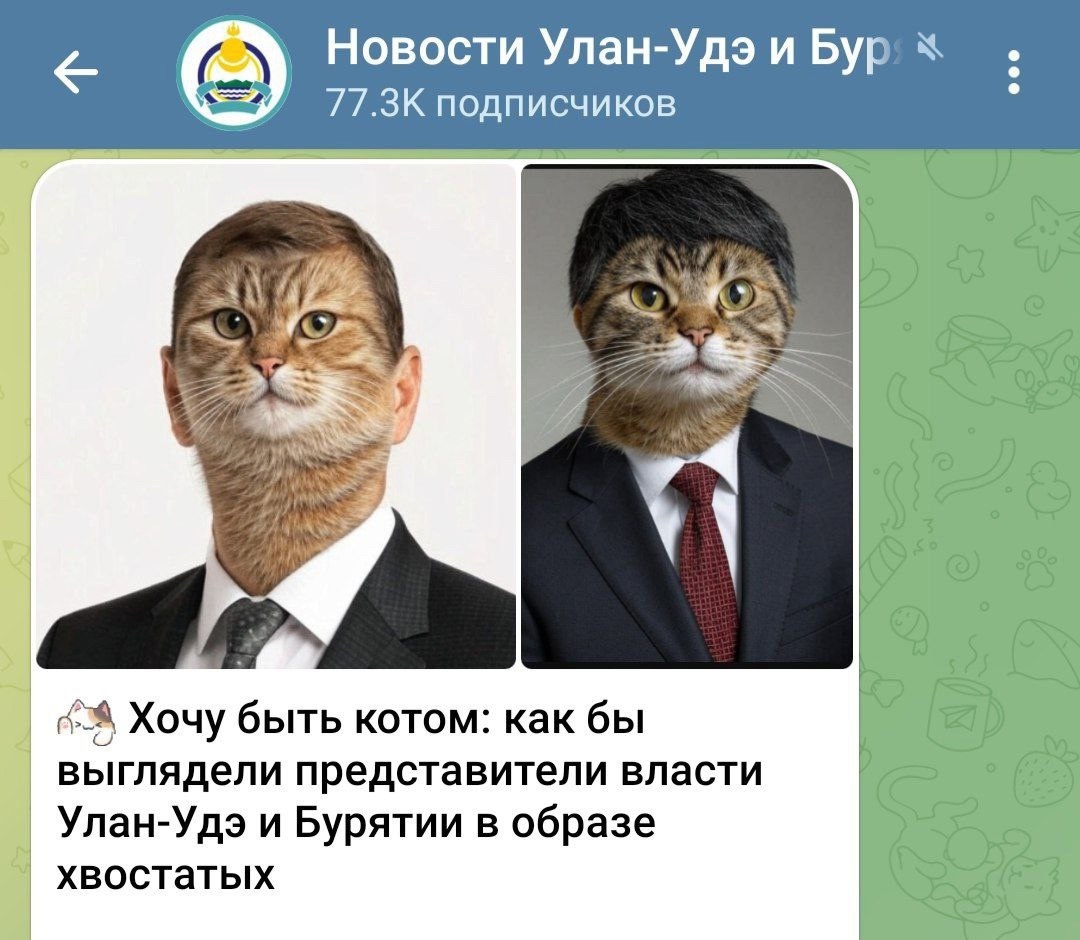 Новости Улан-Удэ и Бур
77.3K подписчиков
Хочу быть котом: как бы
выглядели представители власти
Улан-Удэ и Бурятии в образе
хвостатых